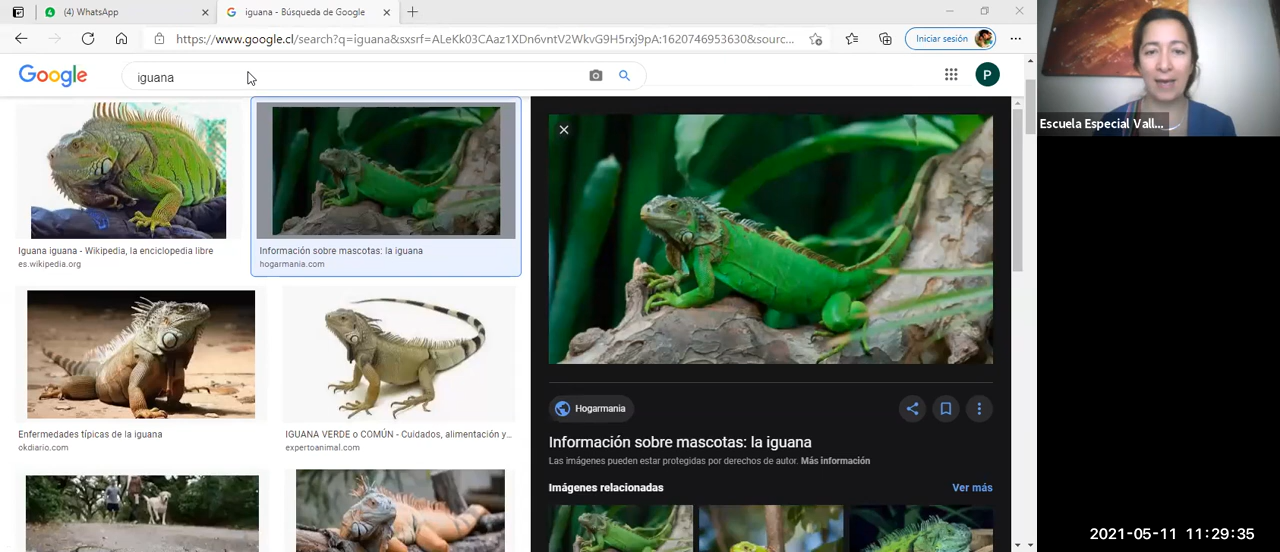 (4) WhatsApp
iguana - Búsqueda de Google
https://www.google.cl/search?q=iguana&sxsrf=ALeKk03CAaz1XDn6vntV2WkvG9H5rxj9pA:1620746953630&sourc...
Iniciar sesión
Google
iguana
P
Escuela Especial Vall...
Iguana iguana - Wikipedia, la enciclopedia libre
es.wikipedia.org
Información sobre mascotas: la iguana
hogarmania.com
Enfermedades típicas de la iguana
okdiario.com
IGUANA VERDE o COMÚN - Cuidados, alimentación y...
expertoanimal.com
Hogarmania
Información sobre mascotas: la iguana
Las imágenes pueden estar protegidas por derechos de autor. Más información
Imágenes relacionadas
Ver más
2021-05-11 11:29:35